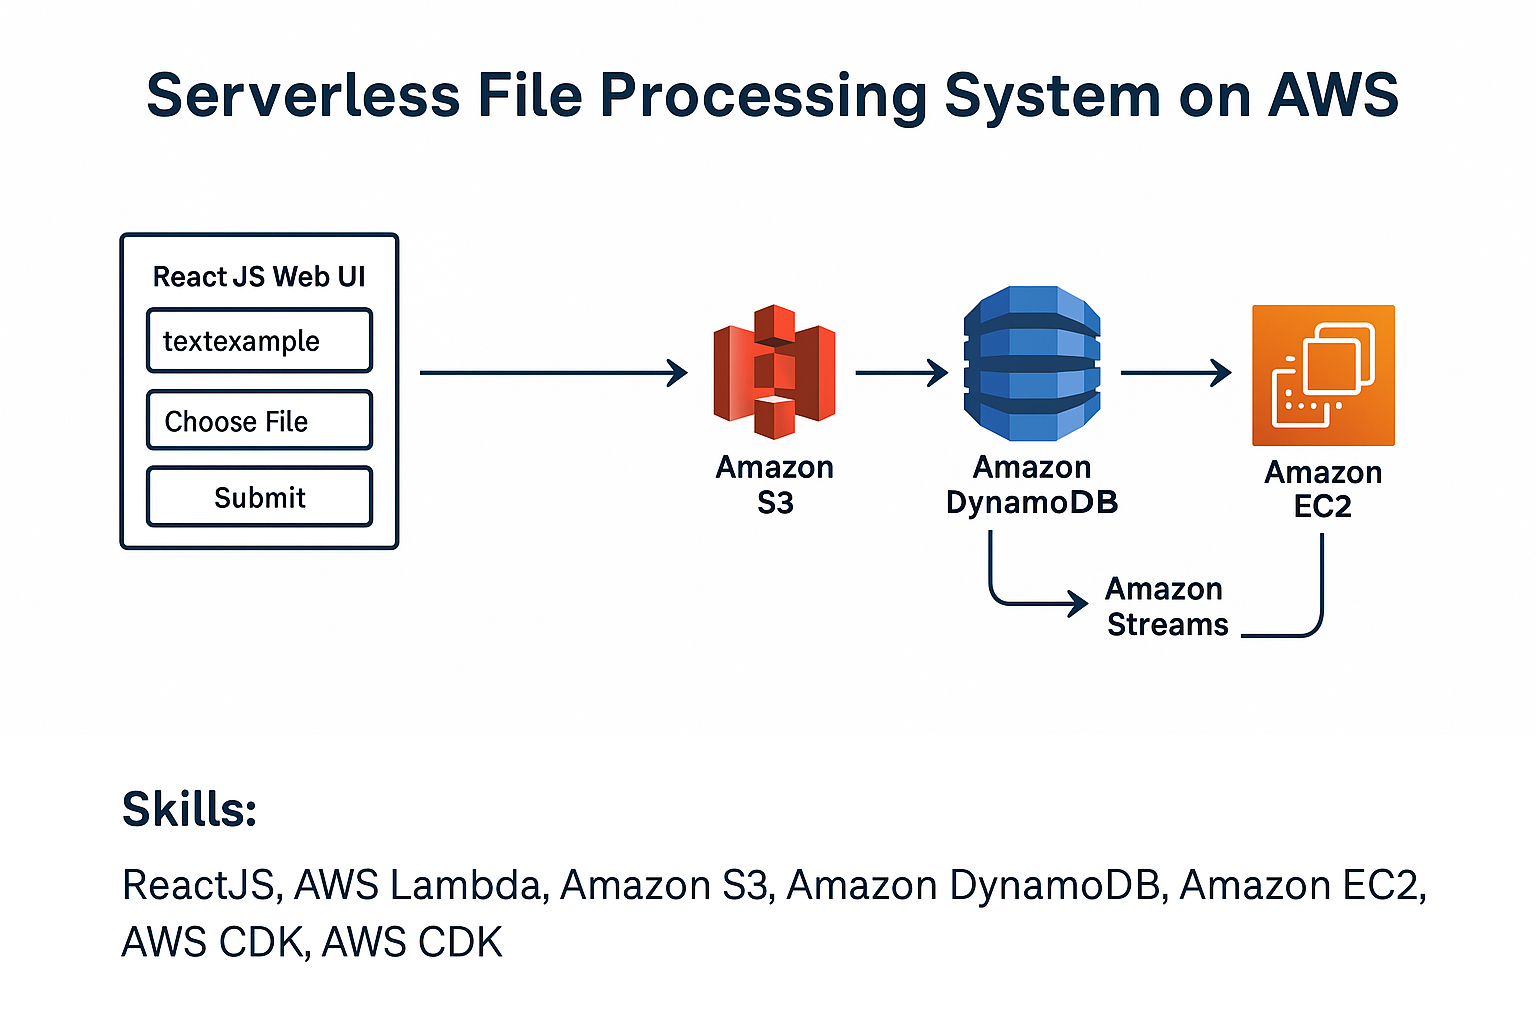 Serverless File Processing System on AWS
React JS Web UI
textexample
Choose File
Submit
Amazon
S3
Amazon
DynamoDB
Amazon
EC2
Amazon
Streams
Skills:
ReactJS, AWS Lambda, Amazon S3, Amazon DynamoDB, Amazon EC2,
AWS CDK, AWS CDK